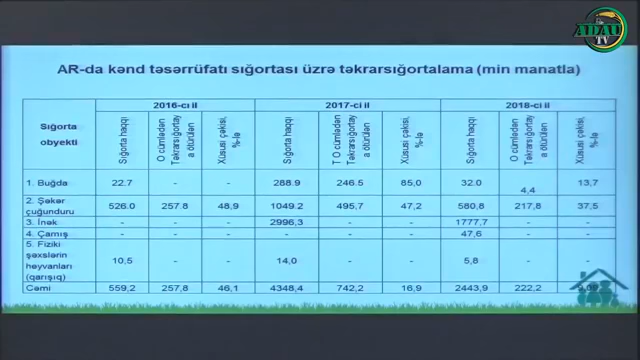 ADAU
TV
AR-da kənd təsərrüfatı sığortası üzrə təkrarsığortalama (min manatla)
Sığorta obyekti | 2016-cı il | 2017-ci il | 2018-ci il
Sığorta haqqı | O cümlədən Təkrarsığortaya ötürülən | Xüsusi çəkisi, %-lə | Sığorta haqqı | T O cümlədən Təkrarsığortaya ötürülən | Xüsusi çəkisi, %-lə | Sığorta haqqı | O cümlədən Təkrarsığortaya ötürülən | Xüsusi çəkisi, %-lə
1. Buğda | 22.7 | - | - | 288.9 | 246.5 | 85,0 | 32.0 | 4,4 | 13,7
2. Şəkər çuğunduru | 526.0 | 257.8 | 48,9 | 1049.2 | 495,7 | 47,2 | 580,8 | 217,8 | 37,5
3. İnək | - | - | - | 2996,3 | - | - | 1777,7 | - | -
4. Camış | - | - | - | - | - | - | 47,6 | - | -
5. Fiziki şəxslərin heyvanları (qarışıq) | 10,5 | - | - | 14,0 | - | - | 5,8 | - | -
Cəmi | 559,2 | 257,8 | 46,1 | 4348,4 | 742,2 | 16,9 | 2443,9 | 222,2